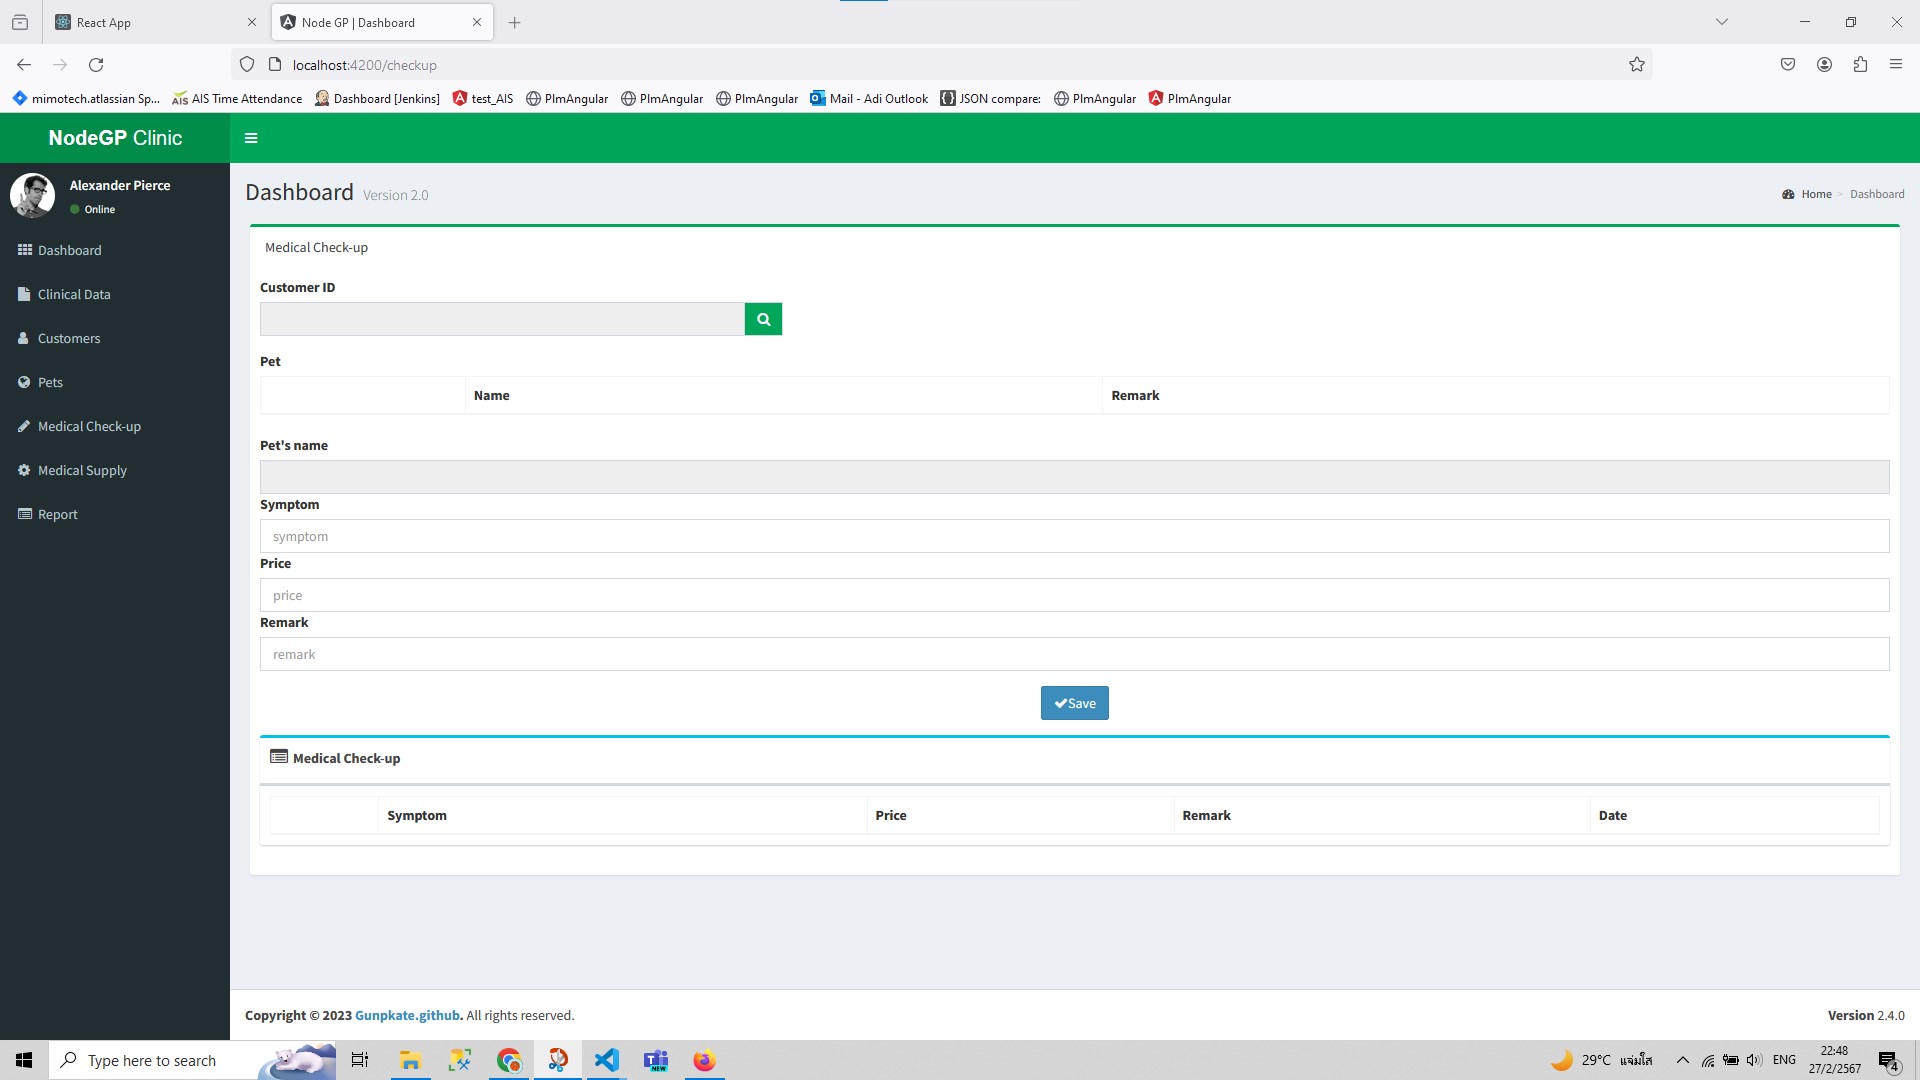 React App
Node GP | Dashboard
localhost:4200/checkup
mimotech.atlassian Sp...
AIS AIS Time Attendance
Dashboard [Jenkins]
test_AIS
PlmAngular
PlmAngular
PlmAngular
Mail - Adi Outlook
JSON compare:
PlmAngular
PlmAngular
NodeGP Clinic
Alexander Pierce
Online
Dashboard
Clinical Data
Customers
Pets
Medical Check-up
Medical Supply
Report
Dashboard Version 2.0
Home > Dashboard
Medical Check-up
Customer ID
Pet
Name Remark
Pet's name
Symptom
symptom
Price
price
Remark
remark
Save
Medical Check-up
Symptom Price Remark Date
Copyright © 2023 Gunpkate.github. All rights reserved.
Version 2.4.0
Type here to search
NEW
29°C แจ่มใส
ENG
22:48
27/2/2567
4